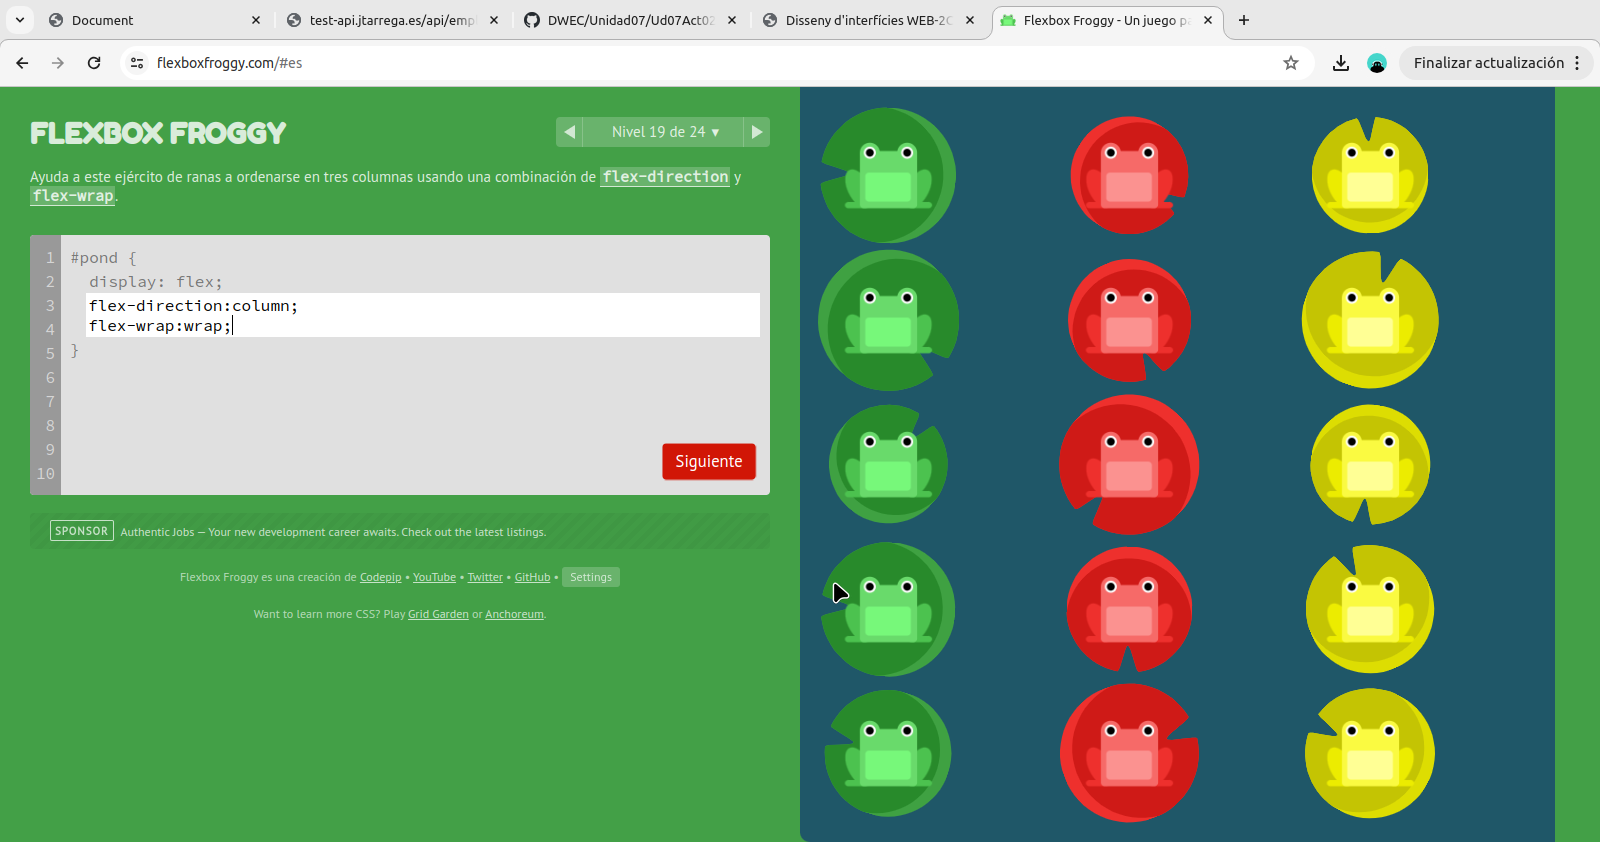 Document
test-api.jtarrega.es/api/emp
DWEC/Unidad07/Ud07Act02
Disseny d'interfícies WEB-2C
Flexbox Froggy - Un juego pa
flexboxfroggy.com/#es
Finalizar actualización
FLEXBOX FROGGY
Nivel 19 de 24 ▾
Ayuda a este ejército de ranas a ordenarse en tres columnas usando una combinación de flex-direction y
flex-wrap.
1 #pond {
2 display: flex;
3 flex-direction:column;
4 flex-wrap:wrap;
5 }
6
7
8
9
10
Siguiente
SPONSOR Authentic Jobs — Your new development career awaits. Check out the latest listings.
Flexbox Froggy es una creación de Codepip • YouTube • Twitter • GitHub • Settings
Want to learn more CSS? Play Grid Garden or Anchoreum.